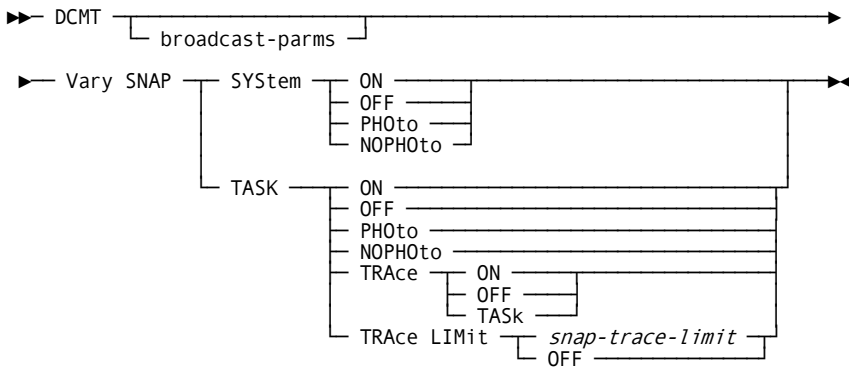 DCMT
broadcast-parms
Vary SNAP SYStem ON
OFF
PHOto
NOPHOto
TASK ON
OFF
PHOto
NOPHOto
TRAce ON
OFF
TASk
TRAce LIMit snap-trace-limit
OFF